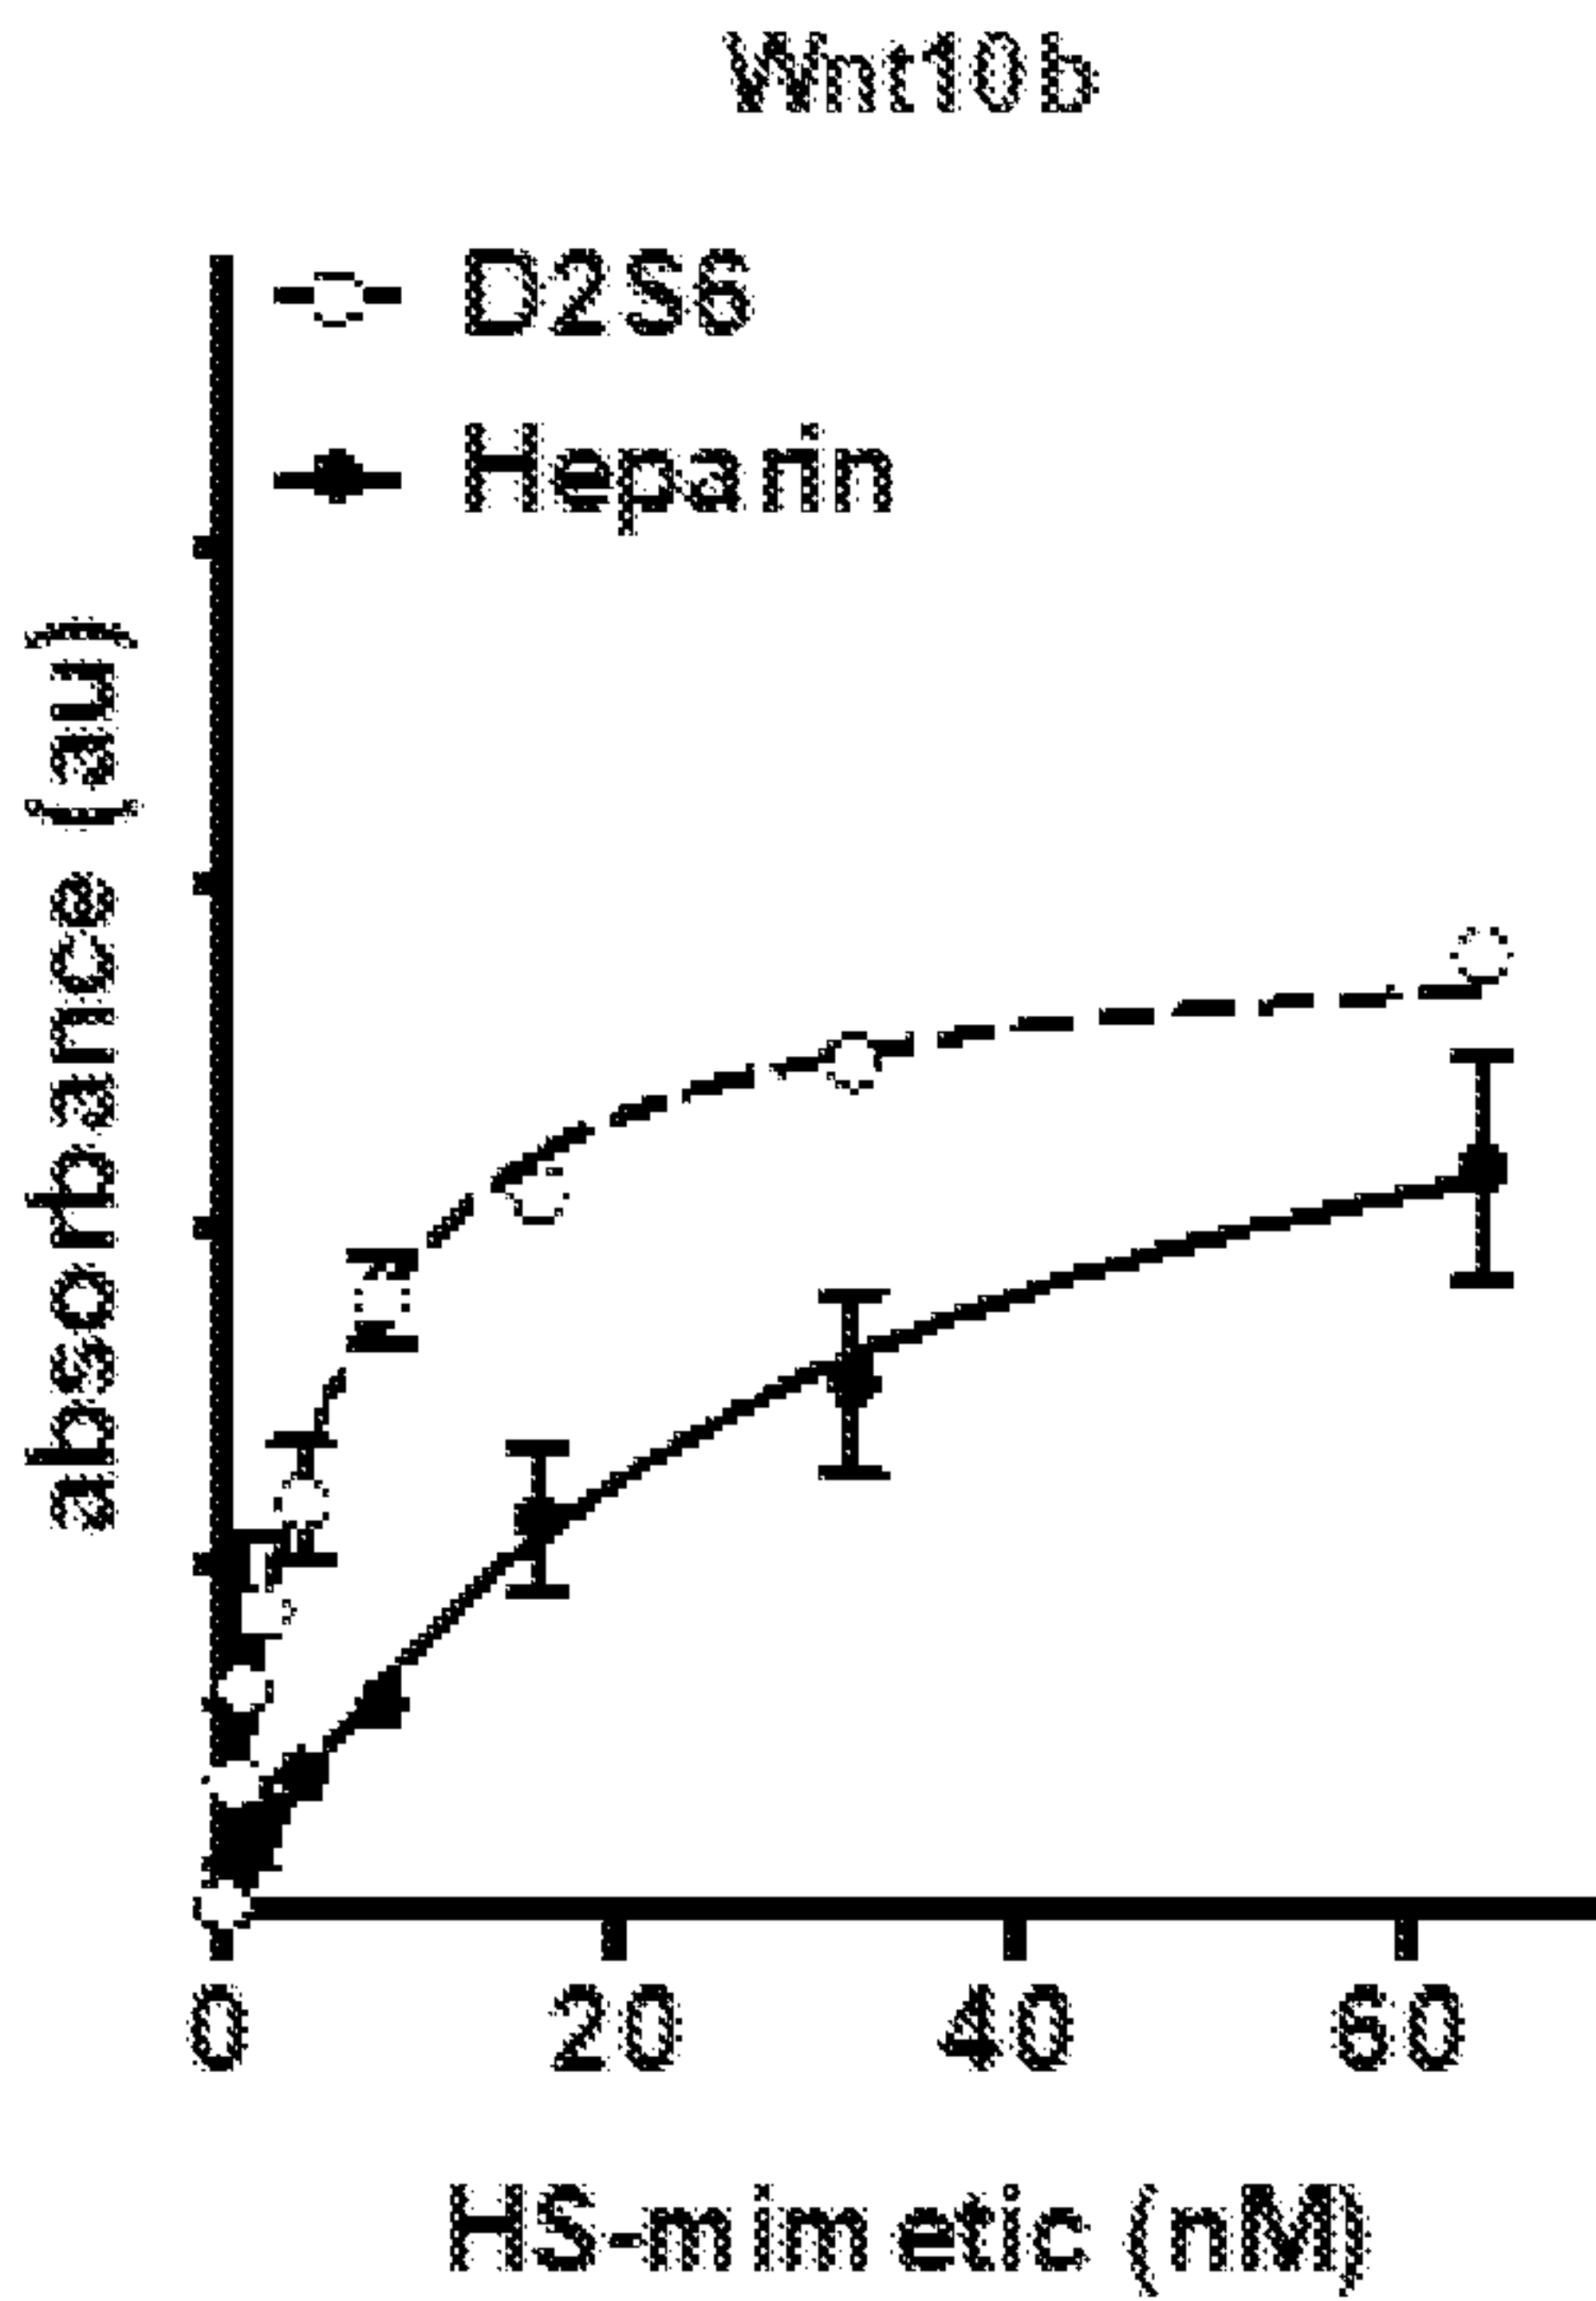 Wnt10b
D2S6
Heparin
absorbance (au)
0 20 40 60
HS-mimetic (nM)